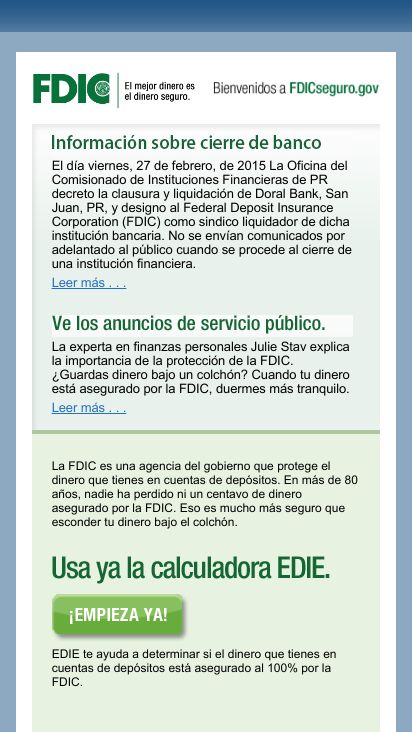 FDIC
El mejor dinero es
el dinero seguro.
Bienvenidos a FDICseguro.gov
Información sobre cierre de banco
El día viernes, 27 de febrero, de 2015 La Oficina del
Comisionado de Instituciones Financieras de PR
decreto la clausura y liquidación de Doral Bank, San
Juan, PR, y designo al Federal Deposit Insurance
Corporation (FDIC) como sindico liquidador de dicha
institución bancaria. No se envían comunicados por
adelantado al público cuando se procede al cierre de
una institución financiera.
Leer más . . .
Ve los anuncios de servicio público.
La experta en finanzas personales Julie Stav explica
la importancia de la protección de la FDIC.
¿Guardas dinero bajo un colchón? Cuando tu dinero
está asegurado por la FDIC, duermes más tranquilo.
Leer más . . .
La FDIC es una agencia del gobierno que protege el
dinero que tienes en cuentas de depósitos. En más de 80
años, nadie ha perdido ni un centavo de dinero
asegurado por la FDIC. Eso es mucho más seguro que
esconder tu dinero bajo el colchón.
Usa ya la calculadora EDIE.
¡EMPIEZA YA!
EDIE te ayuda a determinar si el dinero que tienes en
cuentas de depósitos está asegurado al 100% por la
FDIC.